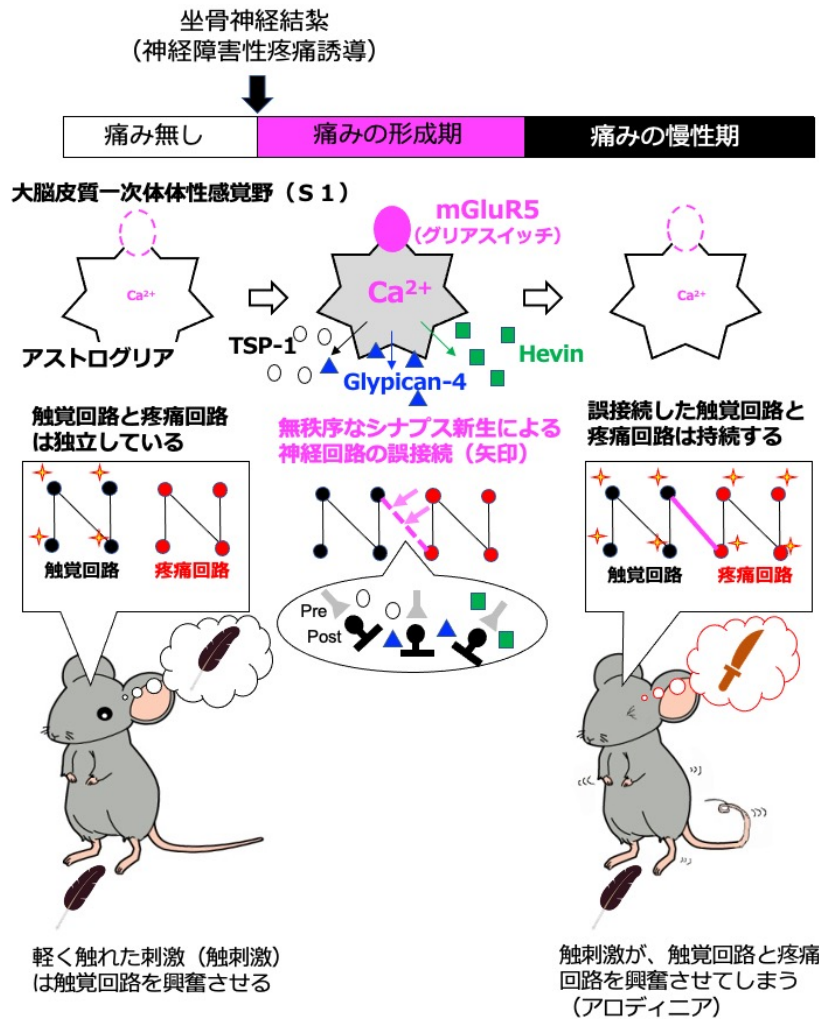 坐骨神経結紮
（神経障害性疼痛誘導）
痛み無し
痛みの形成期
痛みの慢性期
大脳皮質一次体体性感覚野（Ｓ１）
mGluR5
（グリアスイッチ）
Ca²⁺
Ca²⁺
Ca²⁺
アストログリア
TSP-1
Glypican-4
Hevin
触覚回路と疼痛回路
は独立している
無秩序なシナプス新生による
神経回路の誤接続（矢印）
誤接続した触覚回路と
疼痛回路は持続する
触覚回路
疼痛回路
Pre
Post
触覚回路
疼痛回路
軽く触れた刺激（触刺激）
は触覚回路を興奮させる
触刺激が、触覚回路と疼痛
回路を興奮させてしまう
（アロディニア）